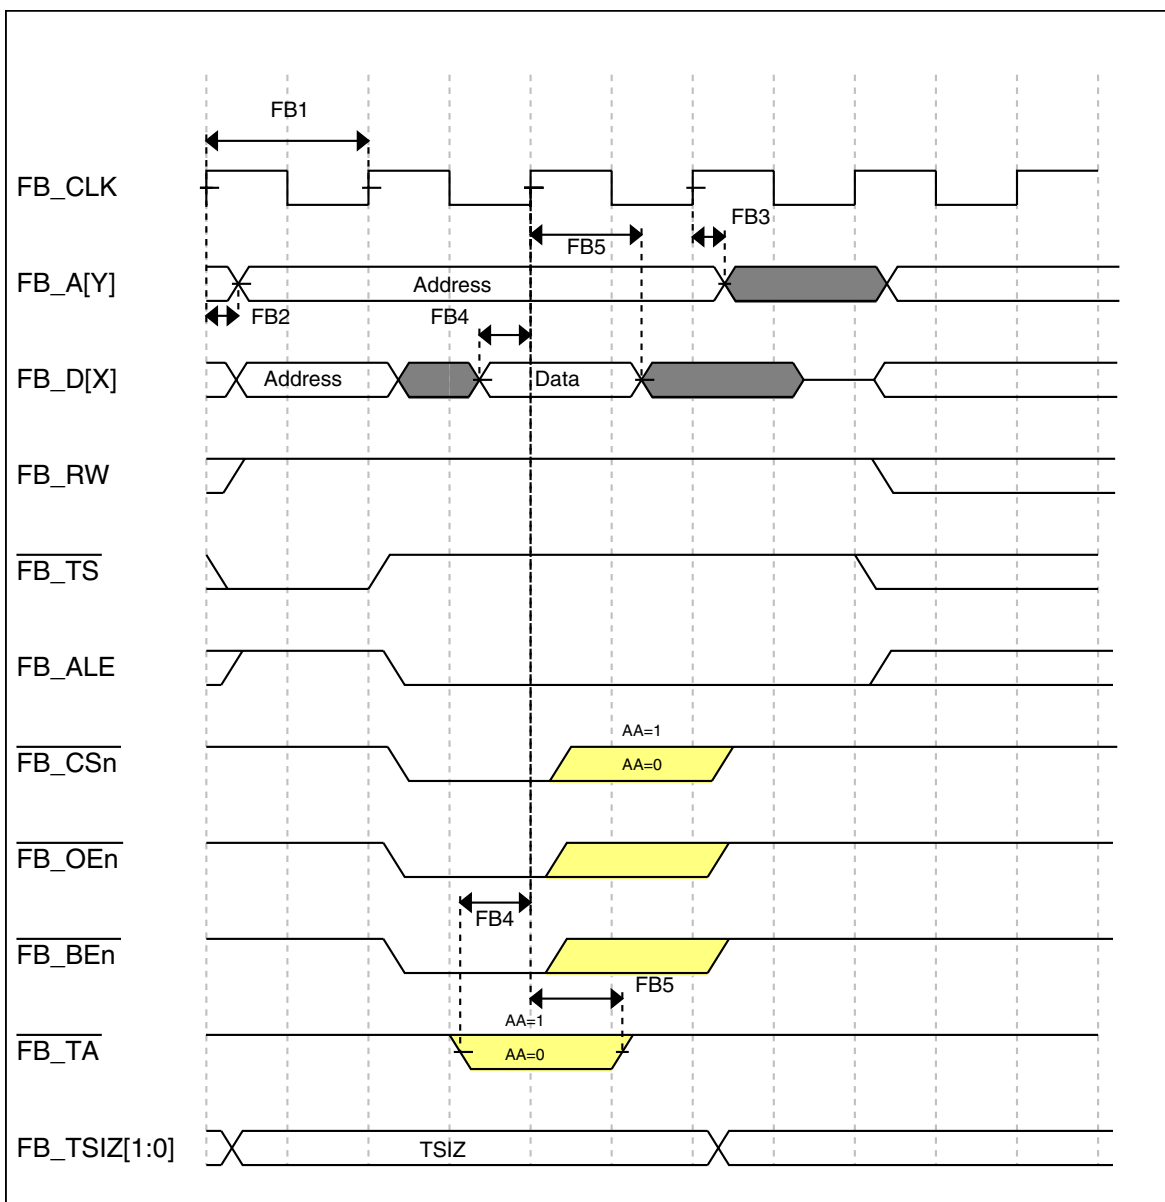 FB1
FB_CLK
FB3
FB5
FB_A[Y]
Address
FB2
FB4
FB_D[X]
Address
Data
FB_RW
FB_TS
FB_ALE
AA=1
FB_CSn
AA=0
FB_OEn
FB4
FB_BEn
FB5
AA=1
FB_TA
AA=0
FB_TSIZ[1:0]
TSIZ